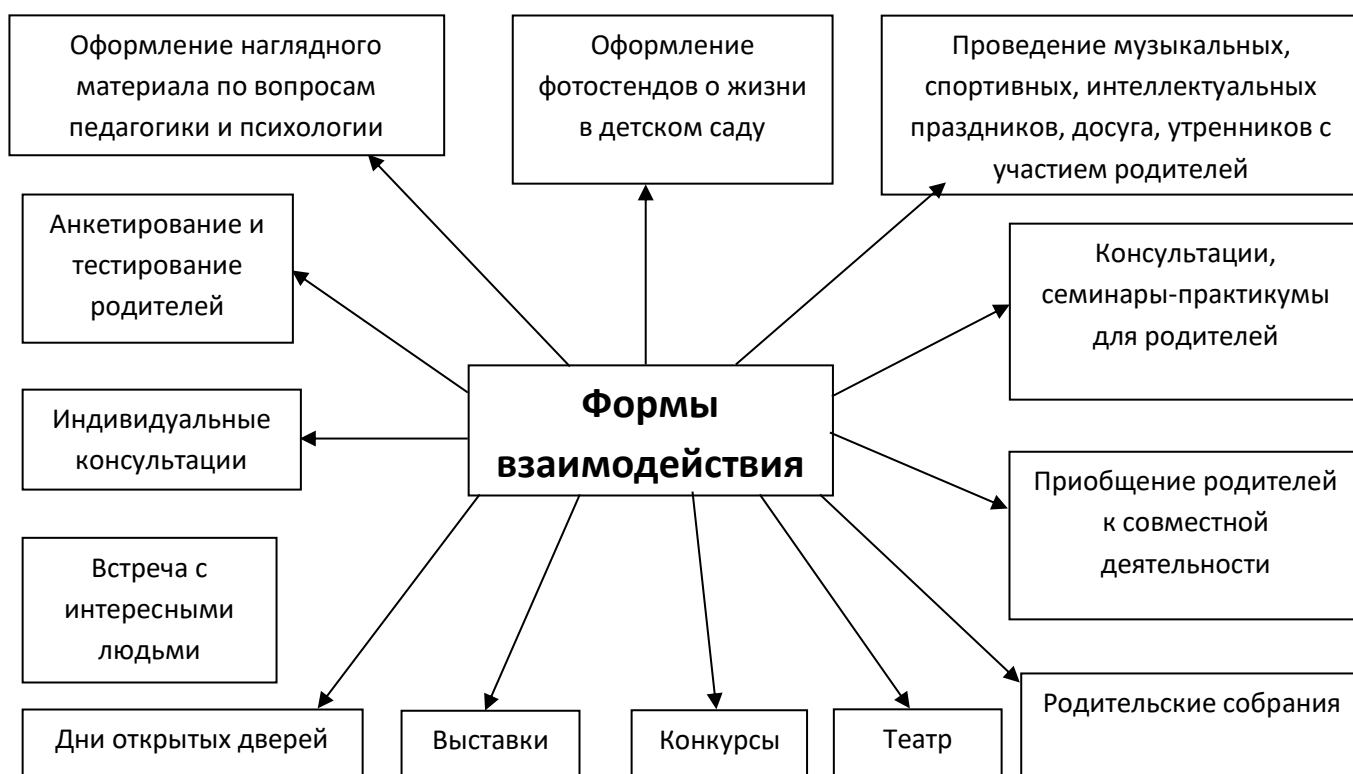 Оформление наглядного
материала по вопросам
педагогики и психологии
Оформление
фотостендов о жизни
в детском саду
Проведение музыкальных,
спортивных, интеллектуальных
праздников, досуга, утренников с
участием родителей
Анкетирование и
тестирование
родителей
Консультации,
семинары-практикумы
для родителей
Формы
взаимодействия
Индивидуальные
консультации
Приобщение родителей
к совместной
деятельности
Встреча с
интересными
людьми
Родительские собрания
Дни открытых дверей
Выставки
Конкурсы
Театр